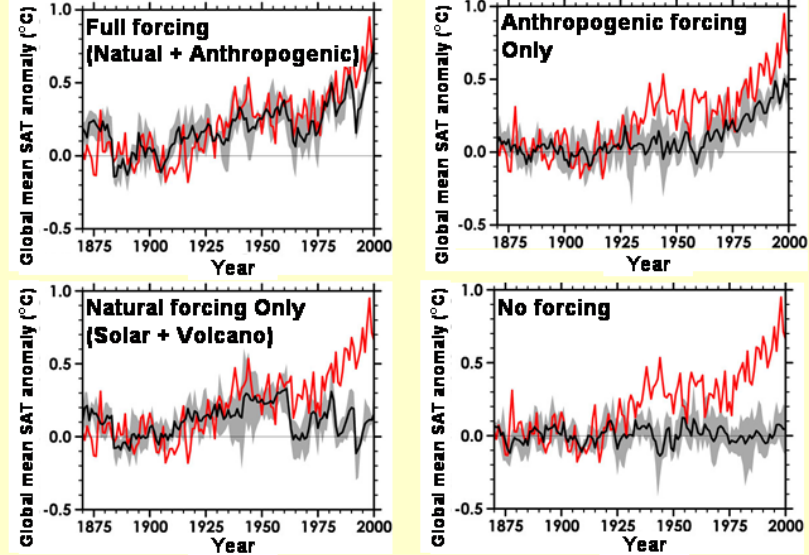 Full forcing
(Natual + Anthropogenic)
Global mean SAT anomaly (°C)
1.0
0.5
0.0
-0.5
1875 1900 1925 1950 1975 2000
Year
Anthropogenic forcing
Only
Global mean SAT anomaly (°C)
1.0
0.5
0.0
-0.5
1875 1900 1925 1950 1975 2000
Year
Natural forcing Only
(Solar + Volcano)
Global mean SAT anomaly (°C)
1.0
0.5
0.0
-0.5
1875 1900 1925 1950 1975 2000
Year
No forcing
Global mean SAT anomaly (°C)
1.0
0.5
0.0
-0.5
1875 1900 1925 1950 1975 2000
Year